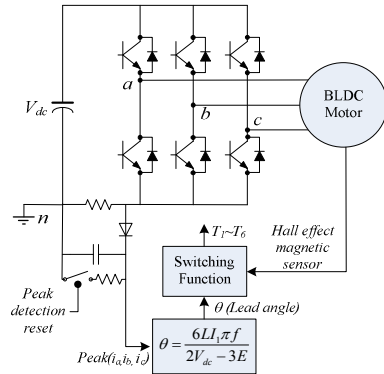 a
V_dc
b
c
BLDC
Motor
n
T_1~T_6
Hall effect
magnetic
sensor
Switching
Function
Peak
detection
reset
θ (Lead angle)
Peak(i_a, i_b, i_c)
θ = 6LI_1πf / 2V_dc − 3E